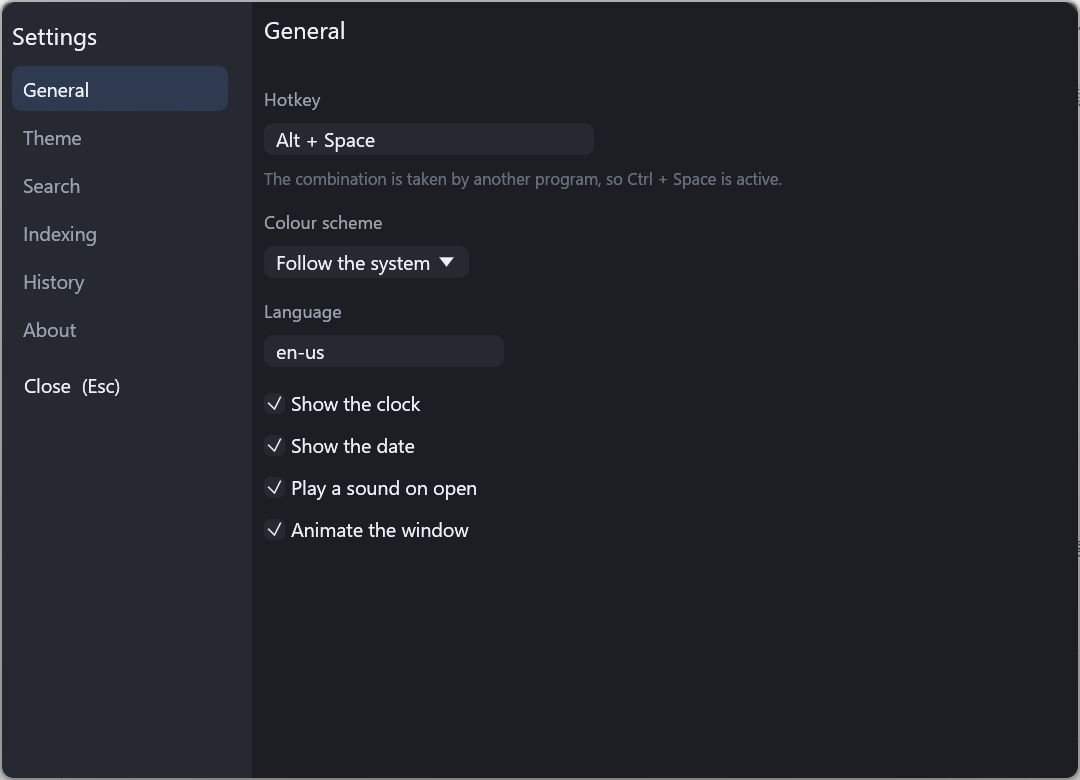 Settings
General
Theme
Search
Indexing
History
About
Close (Esc)
General
Hotkey
Alt + Space
The combination is taken by another program, so Ctrl + Space is active.
Colour scheme
Follow the system
Language
en-us
Show the clock
Show the date
Play a sound on open
Animate the window